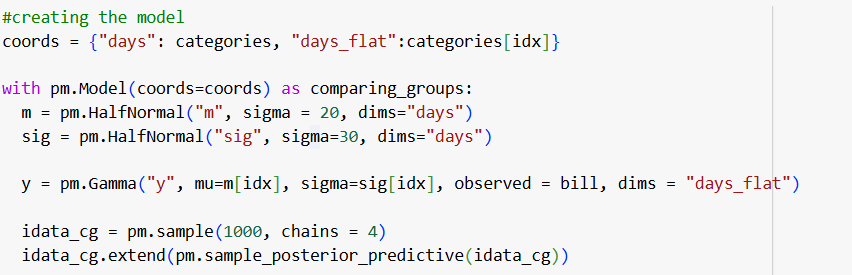 #creating the model
coords = {"days": categories, "days_flat":categories[idx]}
with pm.Model(coords=coords) as comparing_groups:
  m = pm.HalfNormal("m", sigma = 20, dims="days")
  sig = pm.HalfNormal("sig", sigma=30, dims="days")
  y = pm.Gamma("y", mu=m[idx], sigma=sig[idx], observed = bill, dims = "days_flat")
  idata_cg = pm.sample(1000, chains = 4)
  idata_cg.extend(pm.sample_posterior_predictive(idata_cg))